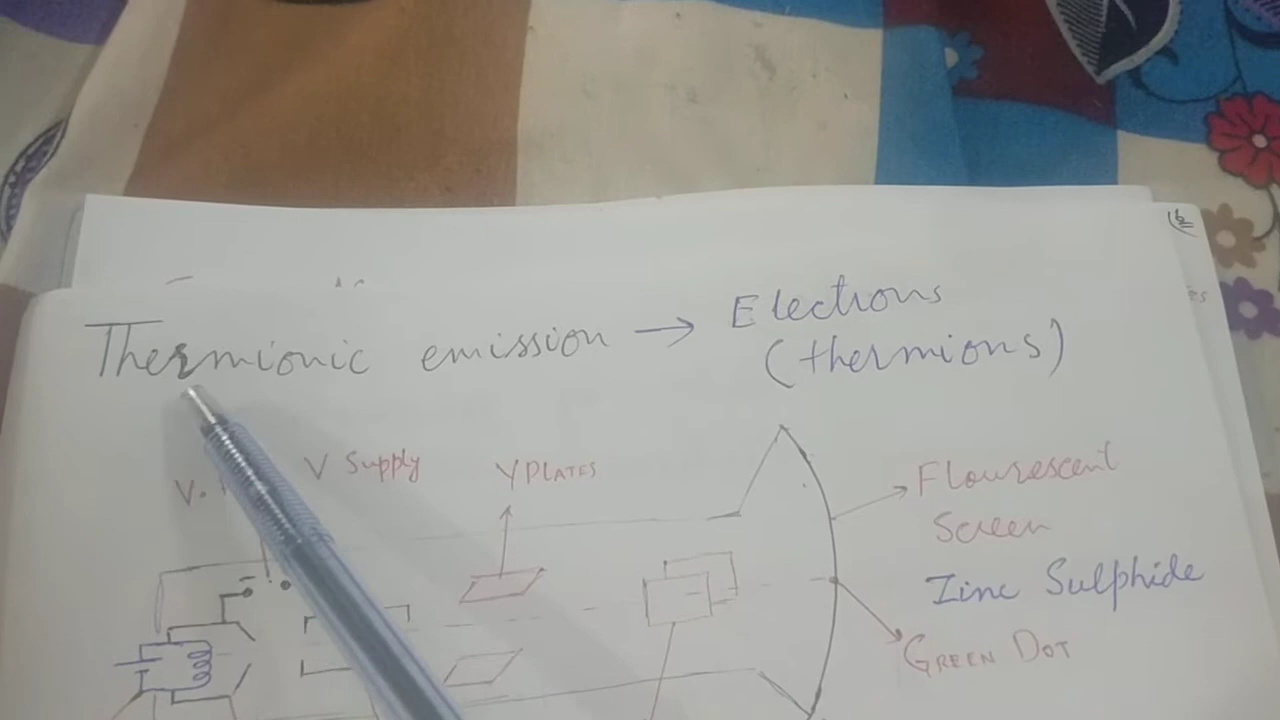 Thermionic emission → Electrons
(thermions)
V Supply
Y PLATES
Flourescent
Screen
Zinc Sulphide
GREEN DOT